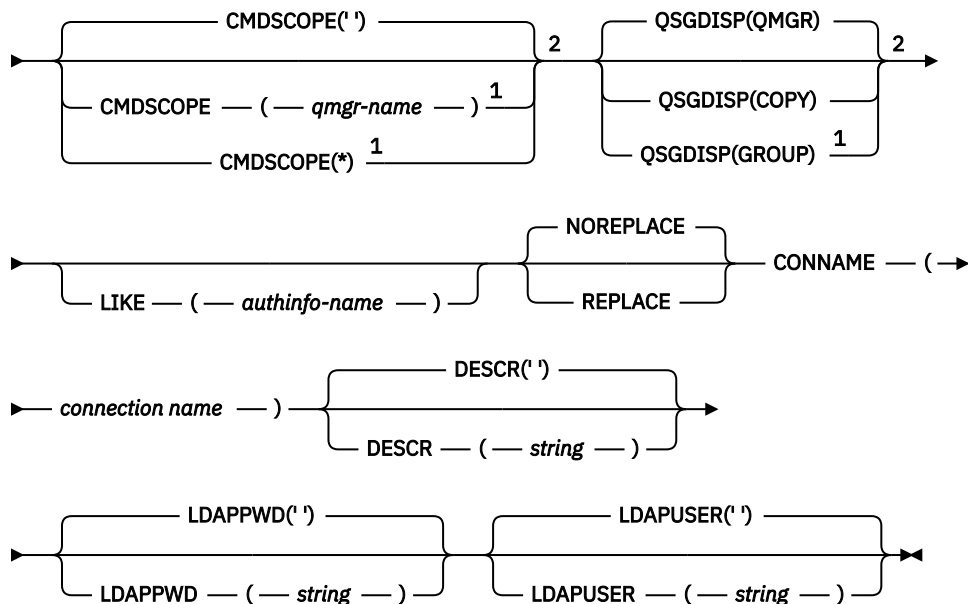 CMDSCOPE(' ') QSGDISP(QMGR)
2 2
CMDSCOPE ( qmgr-name ) 1 QSGDISP(COPY)
CMDSCOPE(*) 1 QSGDISP(GROUP) 1
NOREPLACE
CONNAME (
LIKE ( authinfo-name ) REPLACE
DESCR(' ')
connection name )
DESCR ( string )
LDAPPWD(' ') LDAPUSER(' ')
LDAPPWD ( string ) LDAPUSER ( string )